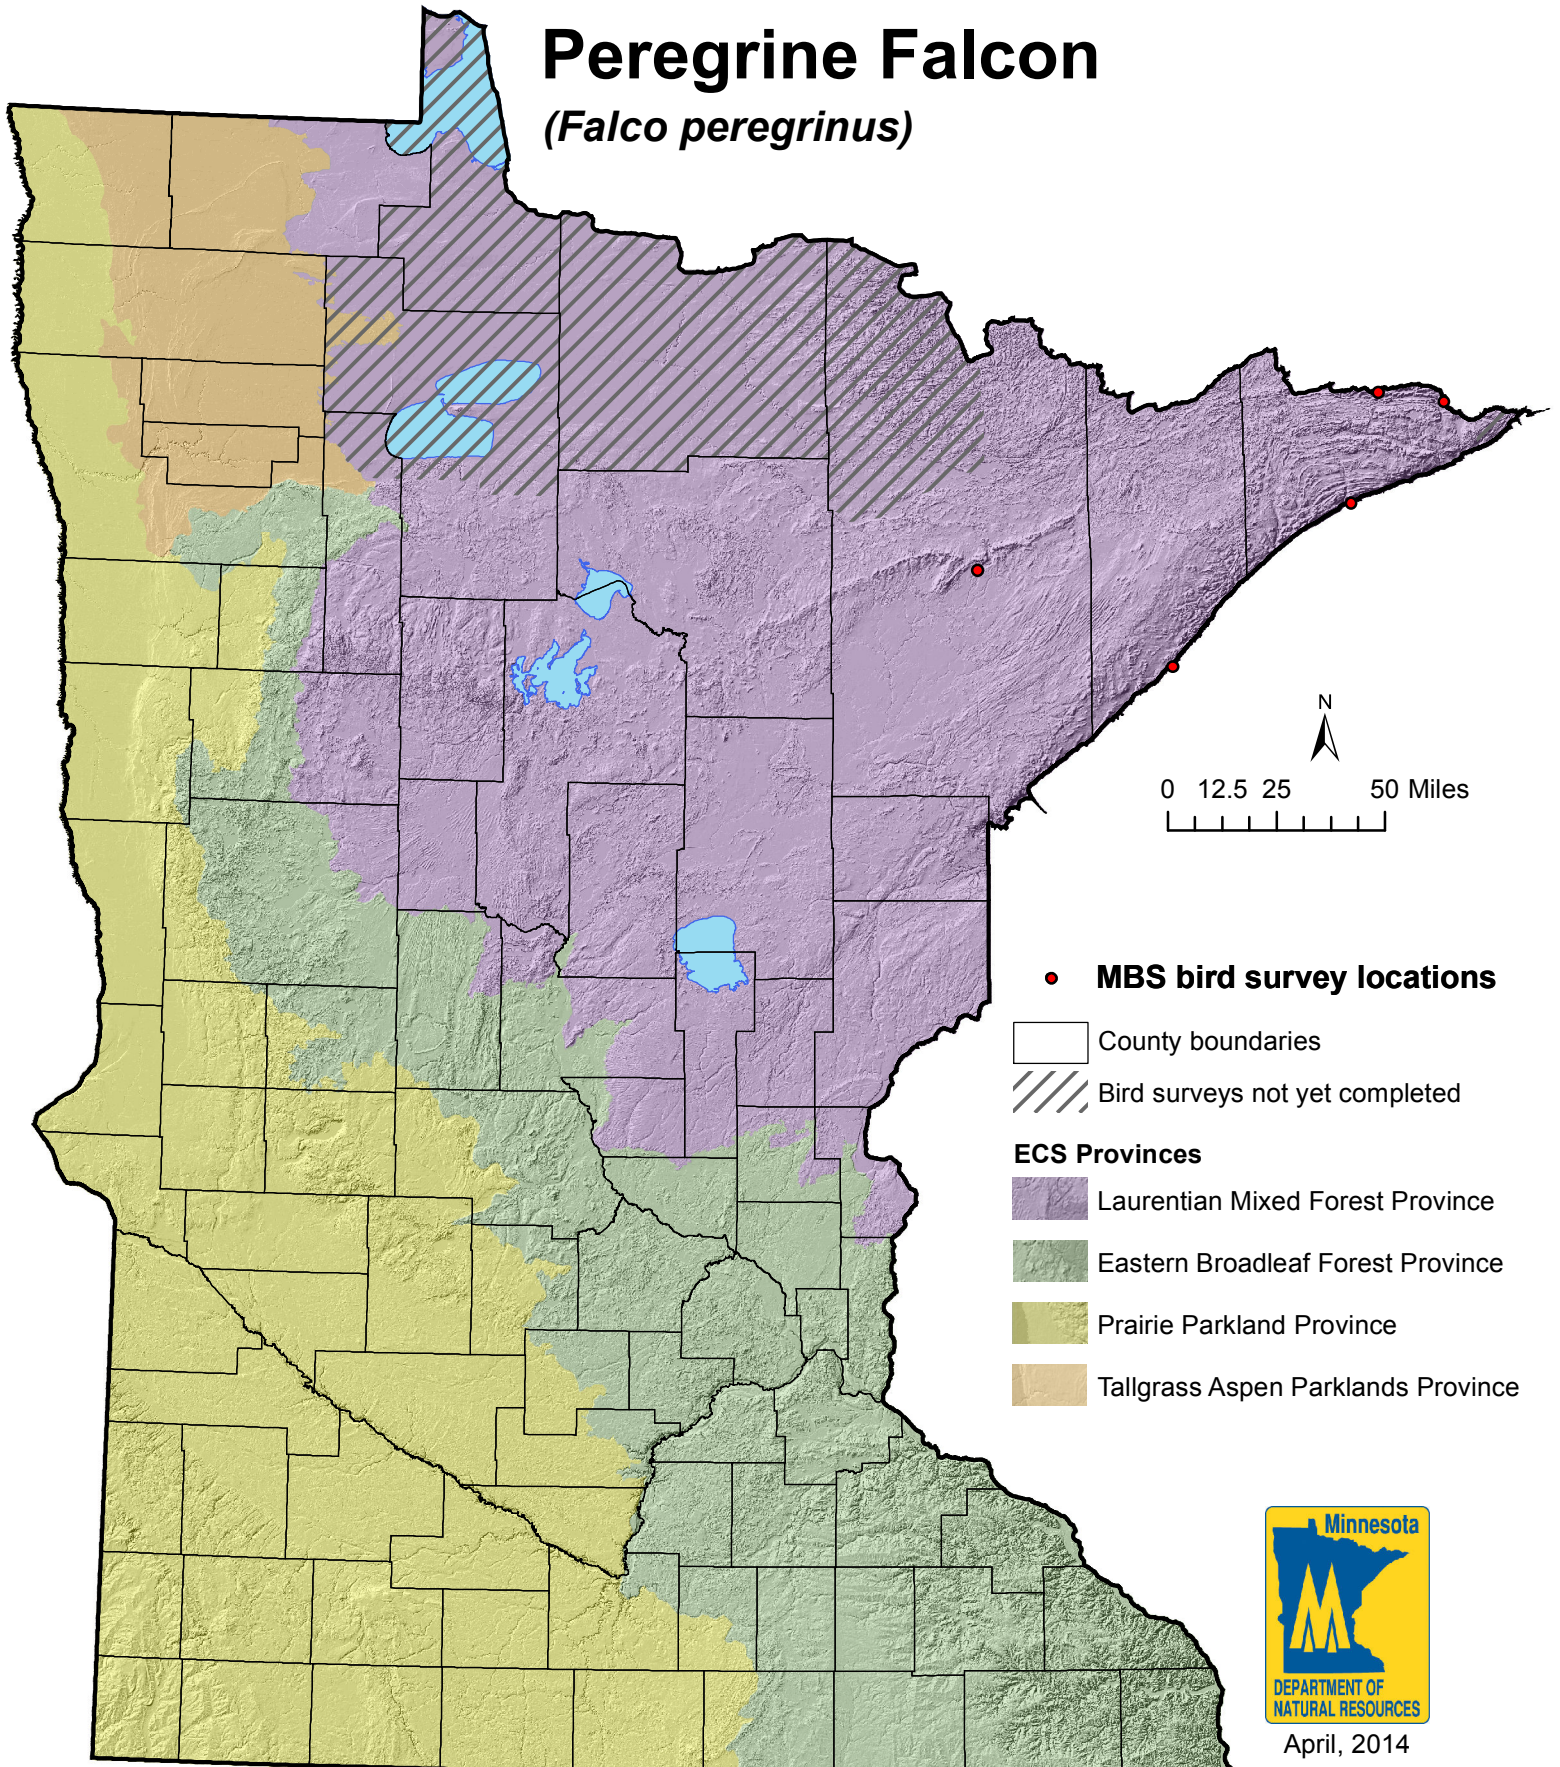 Peregrine Falcon
(Falco peregrinus)
N
0 12.5 25 50 Miles
MBS bird survey locations
County boundaries
Bird surveys not yet completed
ECS Provinces
Laurentian Mixed Forest Province
Eastern Broadleaf Forest Province
Prairie Parkland Province
Tallgrass Aspen Parklands Province
Minnesota
DEPARTMENT OF
NATURAL RESOURCES
April, 2014